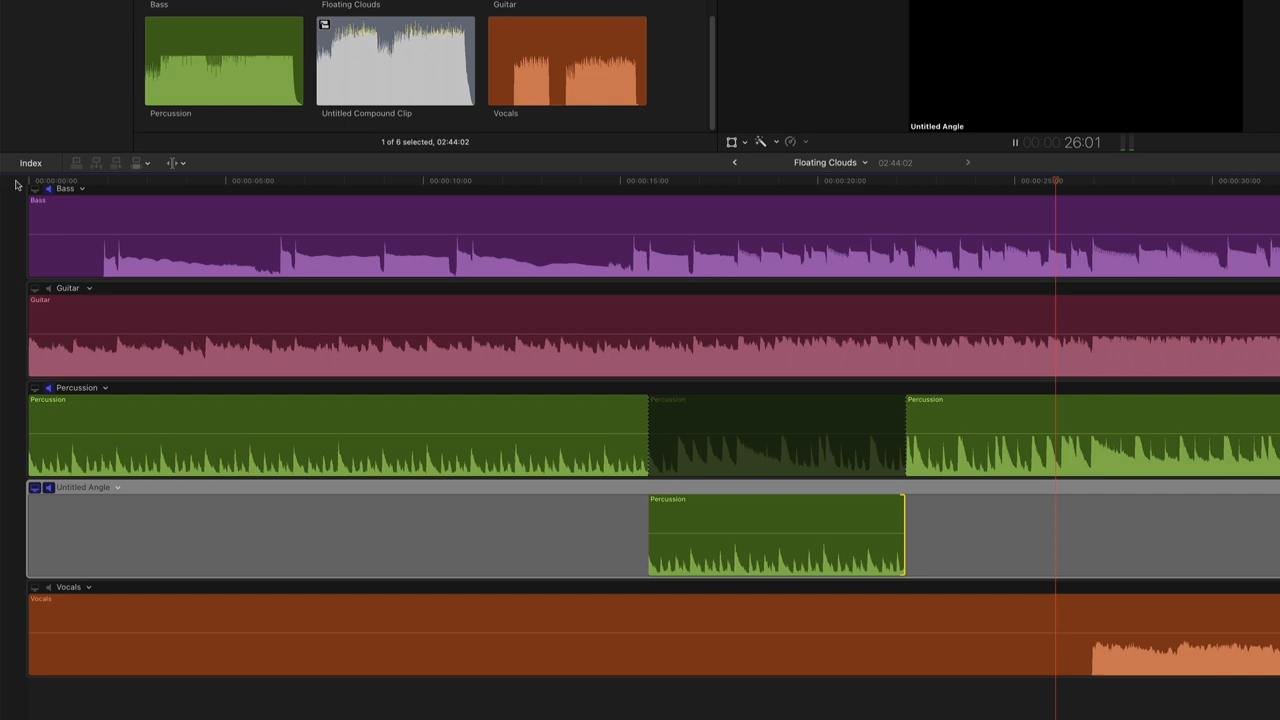 Bass
Floating Clouds
Guitar
Percussion
Untitled Compound Clip
Vocals
1 of 6 selected, 02:44:02
Untitled Angle
00:00:26:01
Index
Floating Clouds
02:44:02
00:00:00:00
00:00:05:00
00:00:10:00
00:00:15:00
00:00:20:00
00:00:25:00
00:00:30:00
Bass
Bass
Guitar
Guitar
Percussion
Percussion
Percussion
Percussion
Untitled Angle
Percussion
Vocals
Vocals